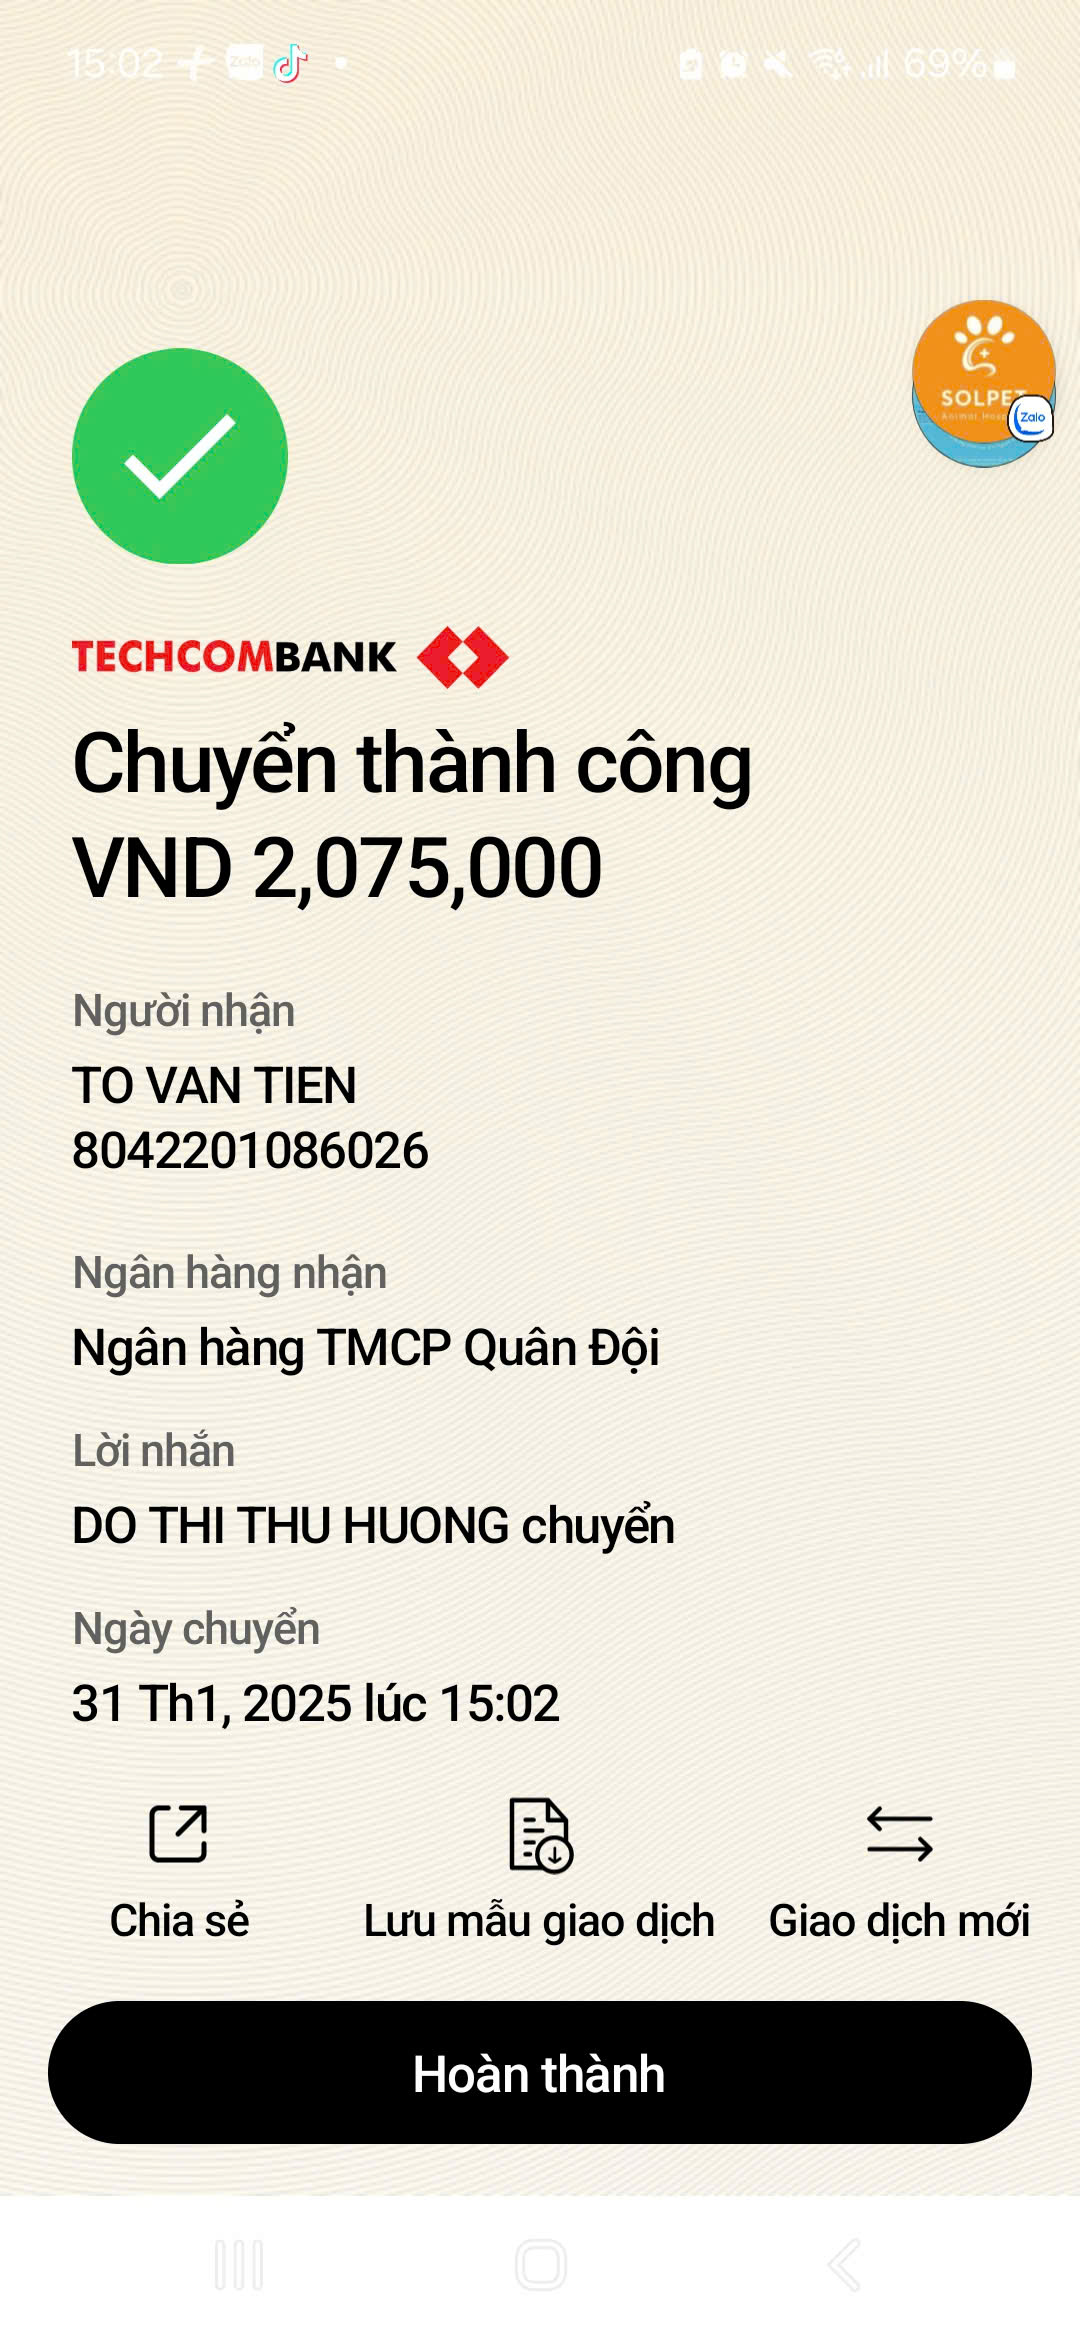 15:02
Zalo
69%
SOLPET
Zalo
TECHCOMBANK
Chuyển thành công
VND 2,075,000
Người nhận
TO VAN TIEN
8042201086026
Ngân hàng nhận
Ngân hàng TMCP Quân Đội
Lời nhắn
DO THI THU HUONG chuyển
Ngày chuyển
31 Th1, 2025 lúc 15:02
Chia sẻ
Lưu mẫu giao dịch
Giao dịch mới
Hoàn thành